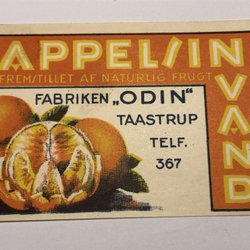 APPELSIN
VAND
FREMSTILLET AF NATURLIG FRUGT
FABRIKEN „ODIN“
TAASTRUP
TELF.
367